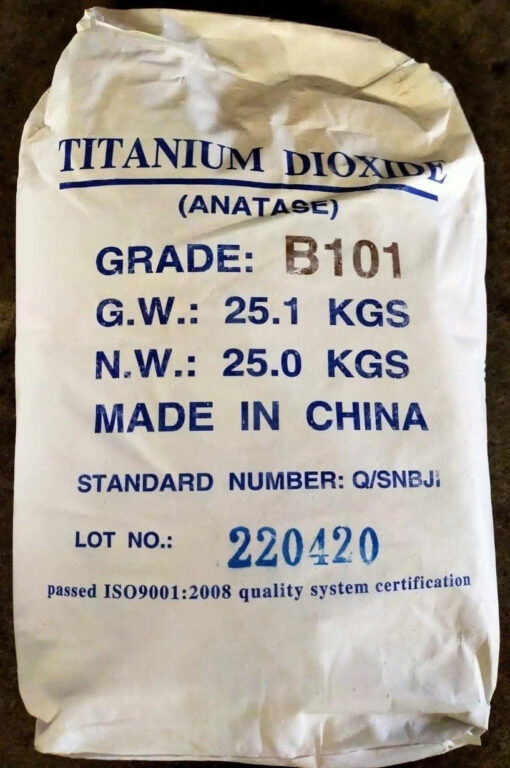 TITANIUM DIOXIDE
(ANATASE)
GRADE: B101
G.W.: 25.1 KGS
N.W.: 25.0 KGS
MADE IN CHINA
STANDARD NUMBER:
LOT NO.: 220420
passed ISO9001:2008 quality system certification